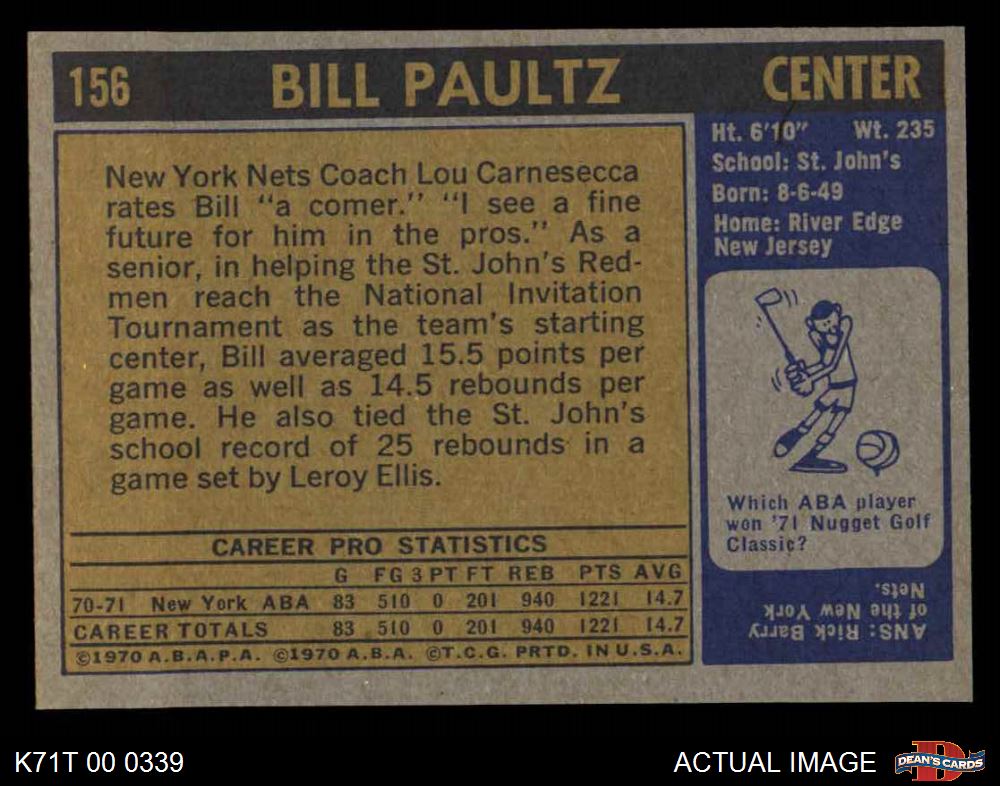 156 BILL PAULTZ CENTER
New York Nets Coach Lou Carnesecca
rates Bill "a comer." "I see a fine
future for him in the pros." As a
senior, in helping the St. John's Red-
men reach the National Invitation
Tournament as the team's starting
center, Bill averaged 15.5 points per
game as well as 14.5 rebounds per
game. He also tied the St. John's
school record of 25 rebounds in a
game set by Leroy Ellis.
CAREER PRO STATISTICS
G FG 3 PT FT REB PTS AVG
70-71 New York ABA 83 510 0 201 940 1221 14.7
CAREER TOTALS 83 510 0 201 940 1221 14.7
©1970 A.B.A.P.A. ©1970 A.B.A. ©T.C.G. PRTD. IN U.S.A.
Ht. 6'10" Wt. 235
School: St. John's
Born: 8-6-49
Home: River Edge
New Jersey
Which ABA player
won '71 Nugget Golf
Classic?
ANS: Rick Barry
of the New York
Nets.
K71T 00 0339
ACTUAL IMAGE
D
DEAN'S CARDS